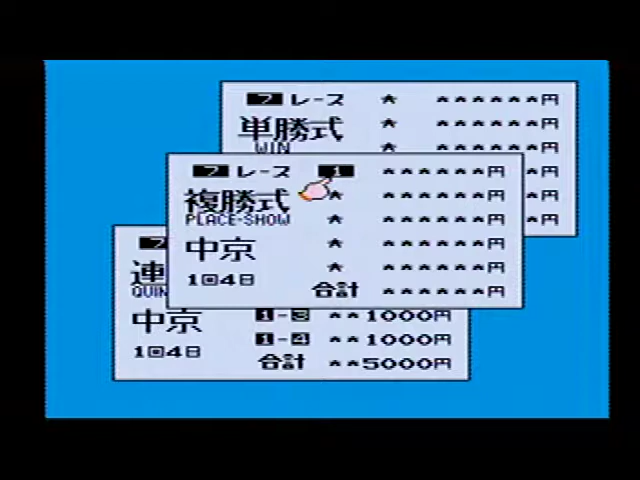 7 レース ＊ ＊＊＊＊＊＊円
単勝式 ＊ ＊＊＊＊＊＊円
WIN ＊ ＊＊＊＊＊＊円
7 レース 1 ＊＊＊＊＊＊円
複勝式 ＊ ＊＊＊＊＊＊円
PLACE-SHOW ＊ ＊＊＊＊＊＊円
中京 ＊ ＊＊＊＊＊＊円
1回4日 ＊ ＊＊＊＊＊＊円
合計 ＊＊＊＊＊＊円
7
連
QUIN
中京 1-3 ＊＊1000円
1-4 ＊＊1000円
1回4日 合計 ＊＊5000円